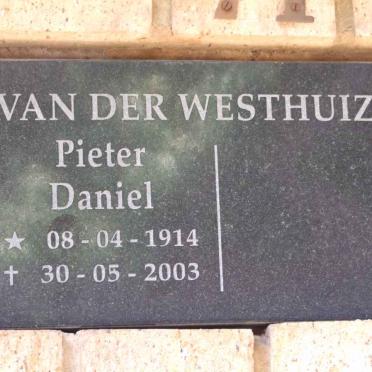 VAN DER WESTHUIZ
Pieter
Daniel
★ 08 - 04 - 1914
† 30 - 05 - 2003